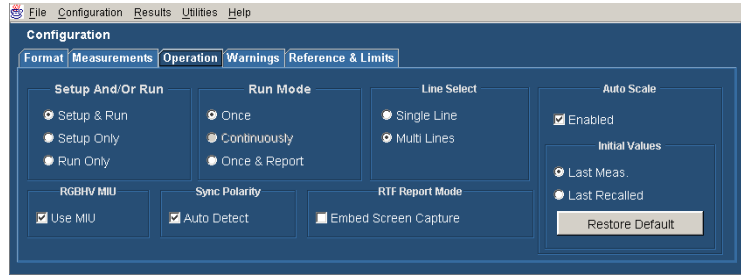 File Configuration Results Utilities Help
Configuration
Format Measurements Operation Warnings Reference & Limits
Setup And/Or Run
Setup & Run
Setup Only
Run Only
Run Mode
Once
Continuously
Once & Report
Line Select
Single Line
Multi Lines
Auto Scale
Enabled
Initial Values
Last Meas.
Last Recalled
Restore Default
RGBHV MIU
Use MIU
Sync Polarity
Auto Detect
RTF Report Mode
Embed Screen Capture